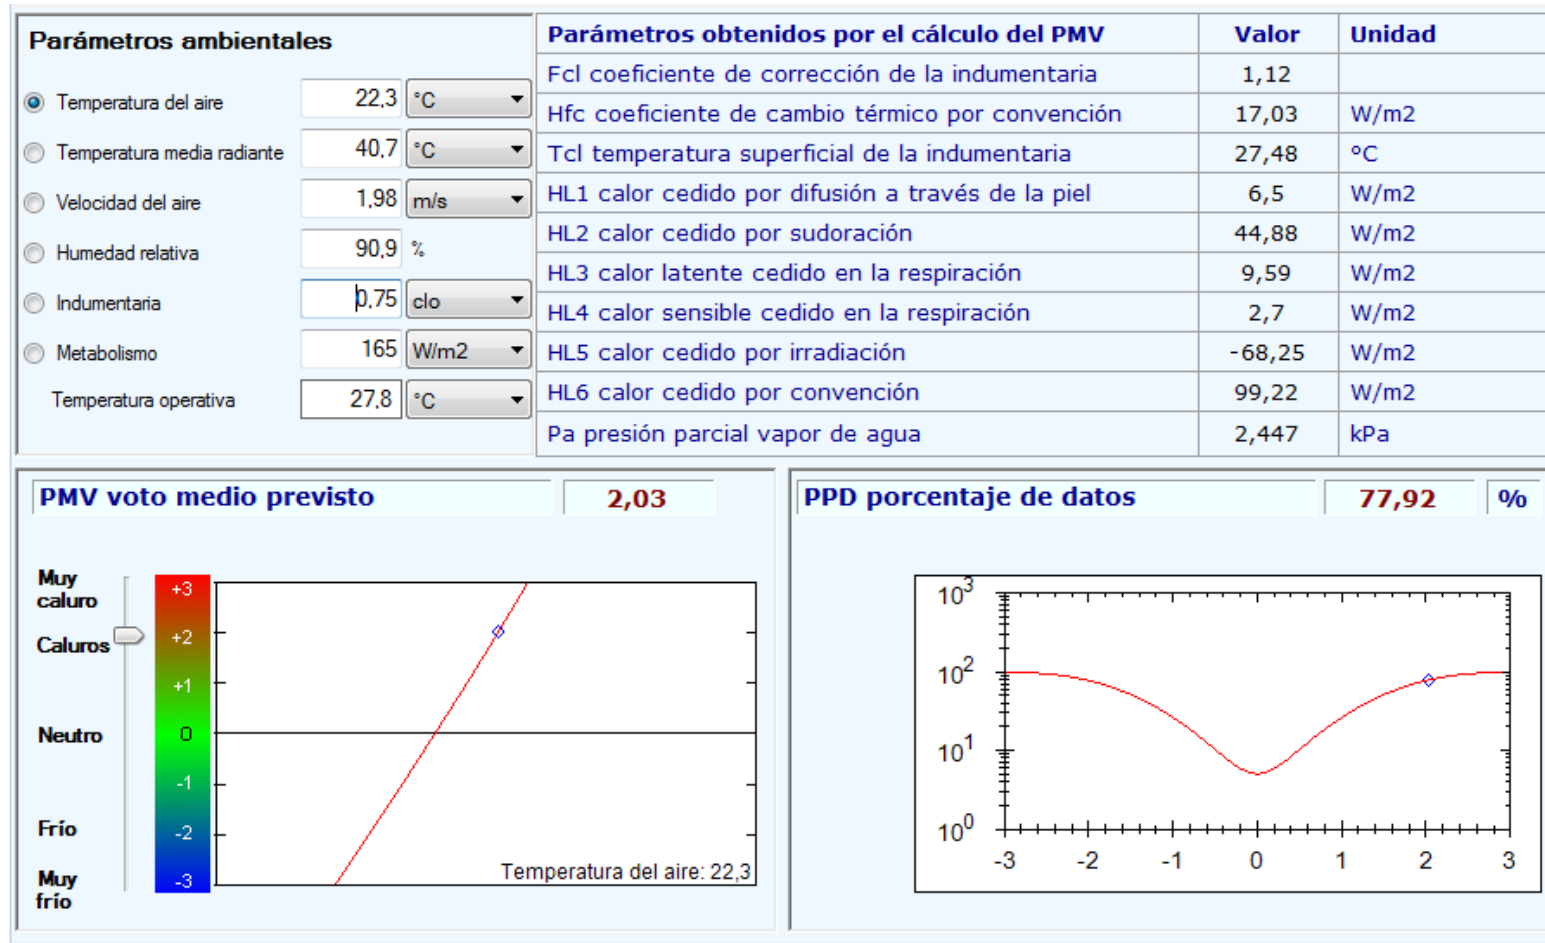 Parámetros ambientales
Temperatura del aire 22,3 °C
Temperatura media radiante 40,7 °C
Velocidad del aire 1,98 m/s
Humedad relativa 90,9 %
Indumentaria 0,75 clo
Metabolismo 165 W/m2
Temperatura operativa 27,8 °C
Parámetros obtenidos por el cálculo del PMV Valor Unidad
Fcl coeficiente de corrección de la indumentaria 1,12
Hfc coeficiente de cambio térmico por convención 17,03 W/m2
Tcl temperatura superficial de la indumentaria 27,48 °C
HL1 calor cedido por difusión a través de la piel 6,5 W/m2
HL2 calor cedido por sudoración 44,88 W/m2
HL3 calor latente cedido en la respiración 9,59 W/m2
HL4 calor sensible cedido en la respiración 2,7 W/m2
HL5 calor cedido por irradiación -68,25 W/m2
HL6 calor cedido por convención 99,22 W/m2
Pa presión parcial vapor de agua 2,447 kPa
PMV voto medio previsto 2,03
Muy
caluro
Caluros
Neutro
Frío
Muy
frío
+3
+2
+1
0
-1
-2
-3
Temperatura del aire: 22,3
PPD porcentaje de datos 77,92 %
10³
10²
10¹
10⁰
-3 -2 -1 0 1 2 3